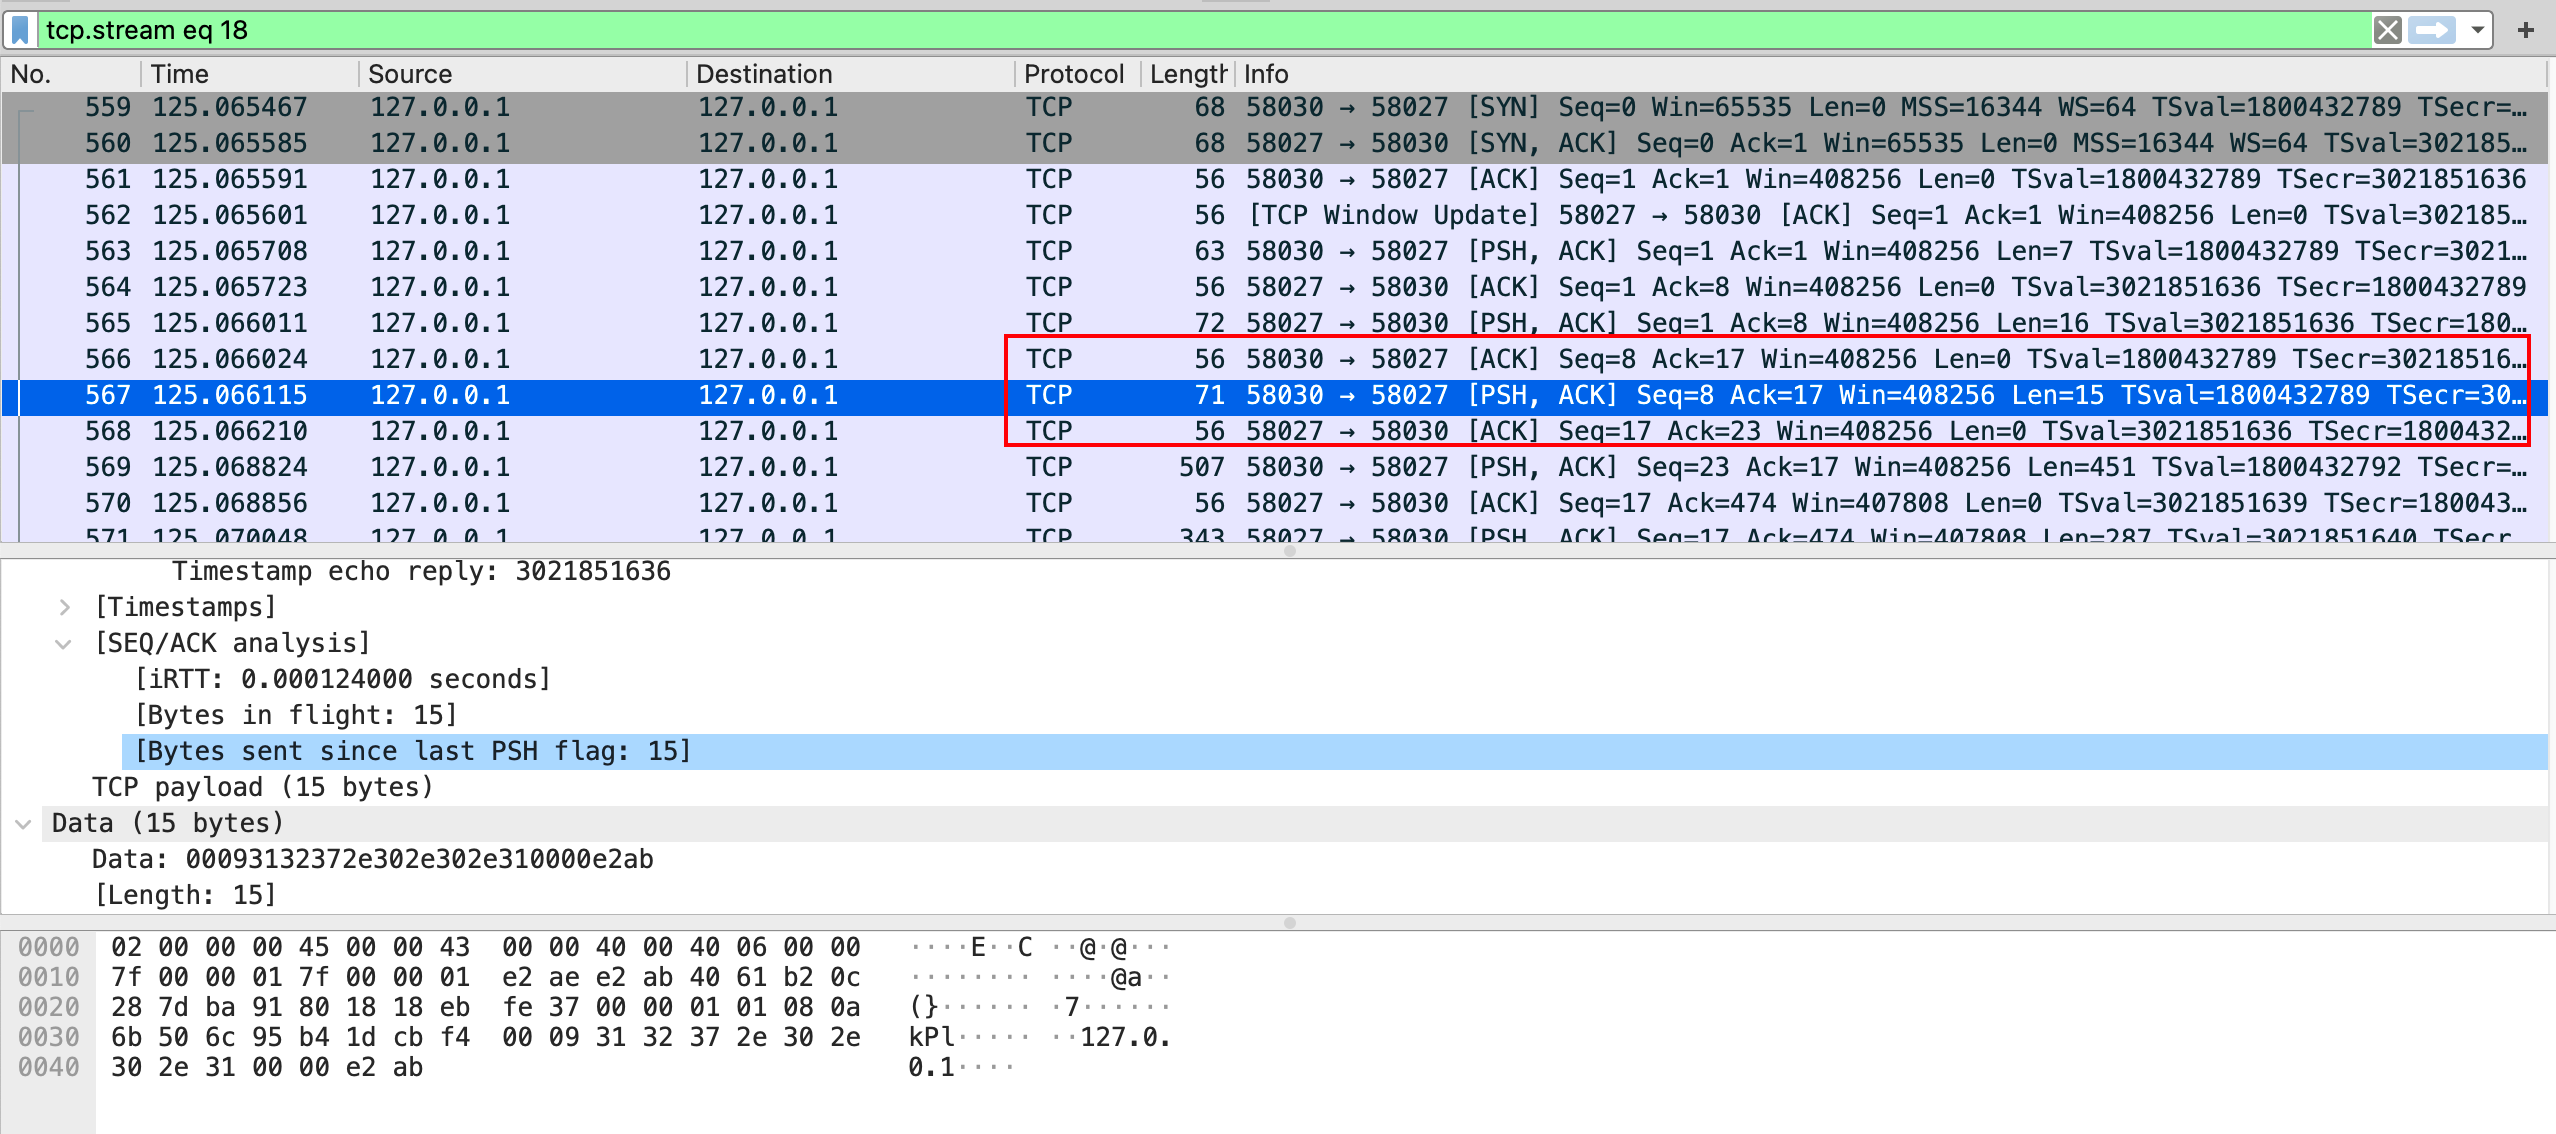 tcp.stream eq 18
No. Time Source Destination Protocol Length Info
559 125.065467 127.0.0.1 127.0.0.1 TCP 68 58030 → 58027 [SYN] Seq=0 Win=65535 Len=0 MSS=16344 WS=64 TSval=1800432789 TSecr=…
560 125.065585 127.0.0.1 127.0.0.1 TCP 68 58027 → 58030 [SYN, ACK] Seq=0 Ack=1 Win=65535 Len=0 MSS=16344 WS=64 TSval=302185…
561 125.065591 127.0.0.1 127.0.0.1 TCP 56 58030 → 58027 [ACK] Seq=1 Ack=1 Win=408256 Len=0 TSval=1800432789 TSecr=3021851636
562 125.065601 127.0.0.1 127.0.0.1 TCP 56 [TCP Window Update] 58027 → 58030 [ACK] Seq=1 Ack=1 Win=408256 Len=0 TSval=302185…
563 125.065708 127.0.0.1 127.0.0.1 TCP 63 58030 → 58027 [PSH, ACK] Seq=1 Ack=1 Win=408256 Len=7 TSval=1800432789 TSecr=3021…
564 125.065723 127.0.0.1 127.0.0.1 TCP 56 58027 → 58030 [ACK] Seq=1 Ack=8 Win=408256 Len=0 TSval=3021851636 TSecr=1800432789
565 125.066011 127.0.0.1 127.0.0.1 TCP 72 58027 → 58030 [PSH, ACK] Seq=1 Ack=8 Win=408256 Len=16 TSval=3021851636 TSecr=180…
566 125.066024 127.0.0.1 127.0.0.1 TCP 56 58030 → 58027 [ACK] Seq=8 Ack=17 Win=408256 Len=0 TSval=1800432789 TSecr=30218516…
567 125.066115 127.0.0.1 127.0.0.1 TCP 71 58030 → 58027 [PSH, ACK] Seq=8 Ack=17 Win=408256 Len=15 TSval=1800432789 TSecr=30…
568 125.066210 127.0.0.1 127.0.0.1 TCP 56 58027 → 58030 [ACK] Seq=17 Ack=23 Win=408256 Len=0 TSval=3021851636 TSecr=1800432…
569 125.068824 127.0.0.1 127.0.0.1 TCP 507 58030 → 58027 [PSH, ACK] Seq=23 Ack=17 Win=408256 Len=451 TSval=1800432792 TSecr=…
570 125.068856 127.0.0.1 127.0.0.1 TCP 56 58027 → 58030 [ACK] Seq=17 Ack=474 Win=407808 Len=0 TSval=3021851639 TSecr=180043…
571 125.070048 127.0.0.1 127.0.0.1 TCP 343 58027 → 58030 [PSH, ACK] Seq=17 Ack=474 Win=407808 Len=287 TSval=3021851640 TSecr
Timestamp echo reply: 3021851636
[Timestamps]
[SEQ/ACK analysis]
[iRTT: 0.000124000 seconds]
[Bytes in flight: 15]
[Bytes sent since last PSH flag: 15]
TCP payload (15 bytes)
Data (15 bytes)
Data: 00093132372e302e302e310000e2ab
[Length: 15]
0000 02 00 00 00 45 00 00 43 00 00 40 00 40 06 00 00 ····E··C ··@·@···
0010 7f 00 00 01 7f 00 00 01 e2 ae e2 ab 40 61 b2 0c ········ ····@a··
0020 28 7d ba 91 80 18 18 eb fe 37 00 00 01 01 08 0a (}······ ·7······
0030 6b 50 6c 95 b4 1d cb f4 00 09 31 32 37 2e 30 2e kPl····· ··127.0.
0040 30 2e 31 00 00 e2 ab 0.1····